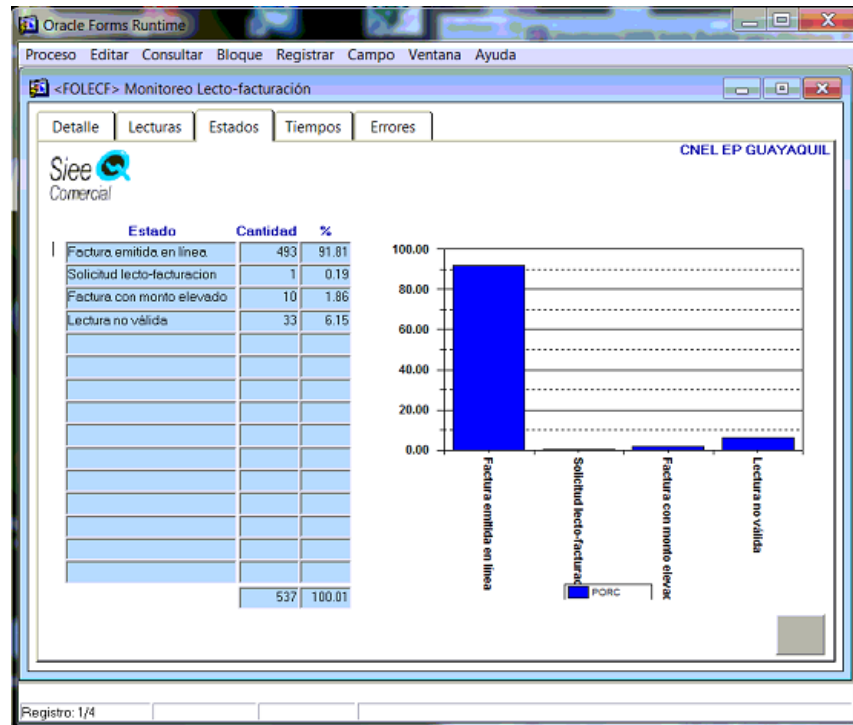 Oracle Forms Runtime
Proceso Editar Consultar Bloque Registrar Campo Ventana Ayuda
<FOLECF> Monitoreo Lecto-facturación
Detalle Lecturas Estados Tiempos Errores
CNEL EP GUAYAQUIL
Siee
Comercial
Estado Cantidad %
Factura emitida en línea 493 91.81
Solicitud lecto-facturacion 1 0.19
Factura con monto elevado 10 1.86
Lectura no válida 33 6.15
537 100.01
100.00
80.00
60.00
40.00
20.00
0.00
Factura emitida en línea
Solicitud lecto-facturac
Factura con monto elevac
Lectura no válida
PORC
Registro: 1/4